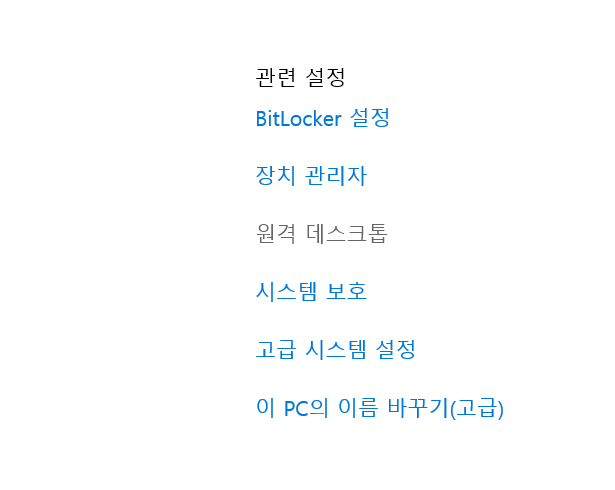 관련 설정
BitLocker 설정
장치 관리자
원격 데스크톱
시스템 보호
고급 시스템 설정
이 PC의 이름 바꾸기(고급)